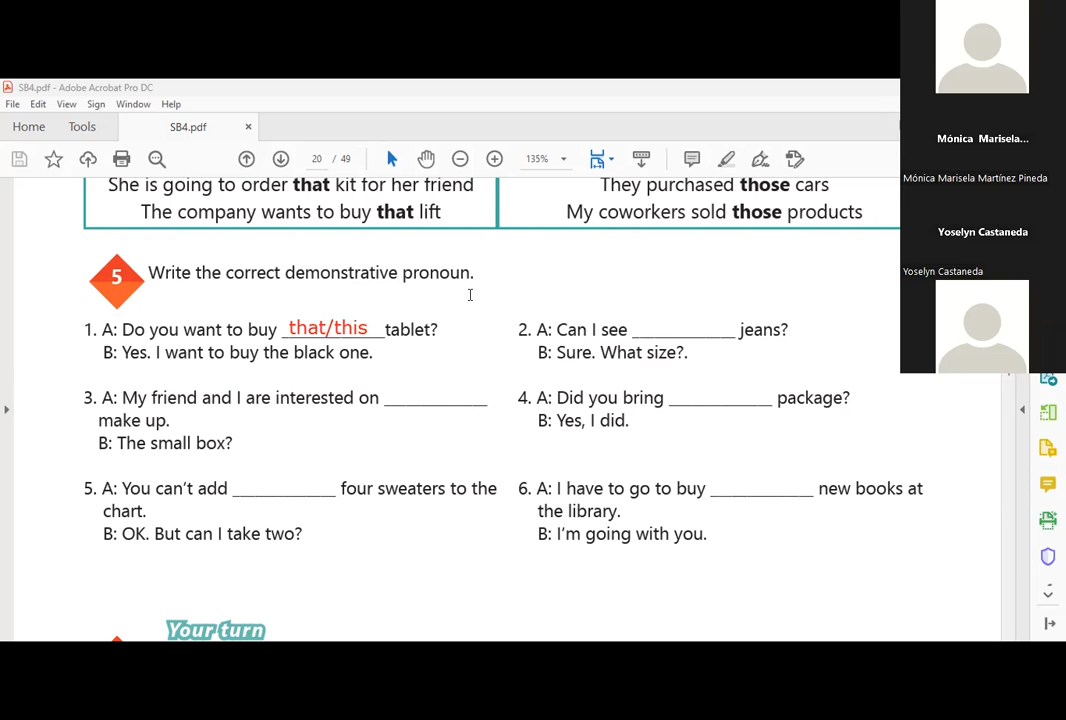 SB4.pdf - Adobe Acrobat Pro DC
File Edit View Sign Window Help
Home Tools SB4.pdf ×
20 / 49 135%
She is going to order that kit for her friend
The company wants to buy that lift
They purchased those cars
My coworkers sold those products
5 Write the correct demonstrative pronoun.
1. A: Do you want to buy that/this tablet?
B: Yes. I want to buy the black one.
2. A: Can I see ____________ jeans?
B: Sure. What size?.
3. A: My friend and I are interested on ____________
make up.
B: The small box?
4. A: Did you bring ____________ package?
B: Yes, I did.
5. A: You can't add ____________ four sweaters to the
chart.
B: OK. But can I take two?
6. A: I have to go to buy ____________ new books at
the library.
B: I'm going with you.
Your turn
Mónica Marisela...
Mónica Marisela Martínez Pineda
Yoselyn Castaneda
Yoselyn Castaneda